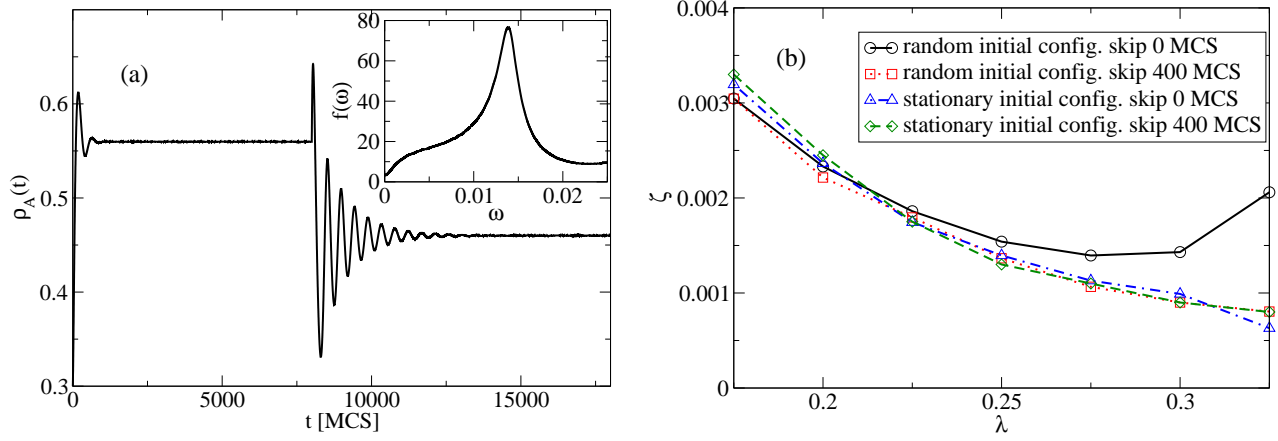 (a)
ρ_A(t)
0.6
0.5
0.4
0.3
0
5000
10000
15000
t [MCS]
f(ω)
80
60
40
20
0
0
0.01
0.02
ω
(b)
random initial config. skip 0 MCS
random initial config. skip 400 MCS
stationary initial config. skip 0 MCS
stationary initial config. skip 400 MCS
ζ
0.004
0.003
0.002
0.001
0
0.2
0.25
0.3
λ